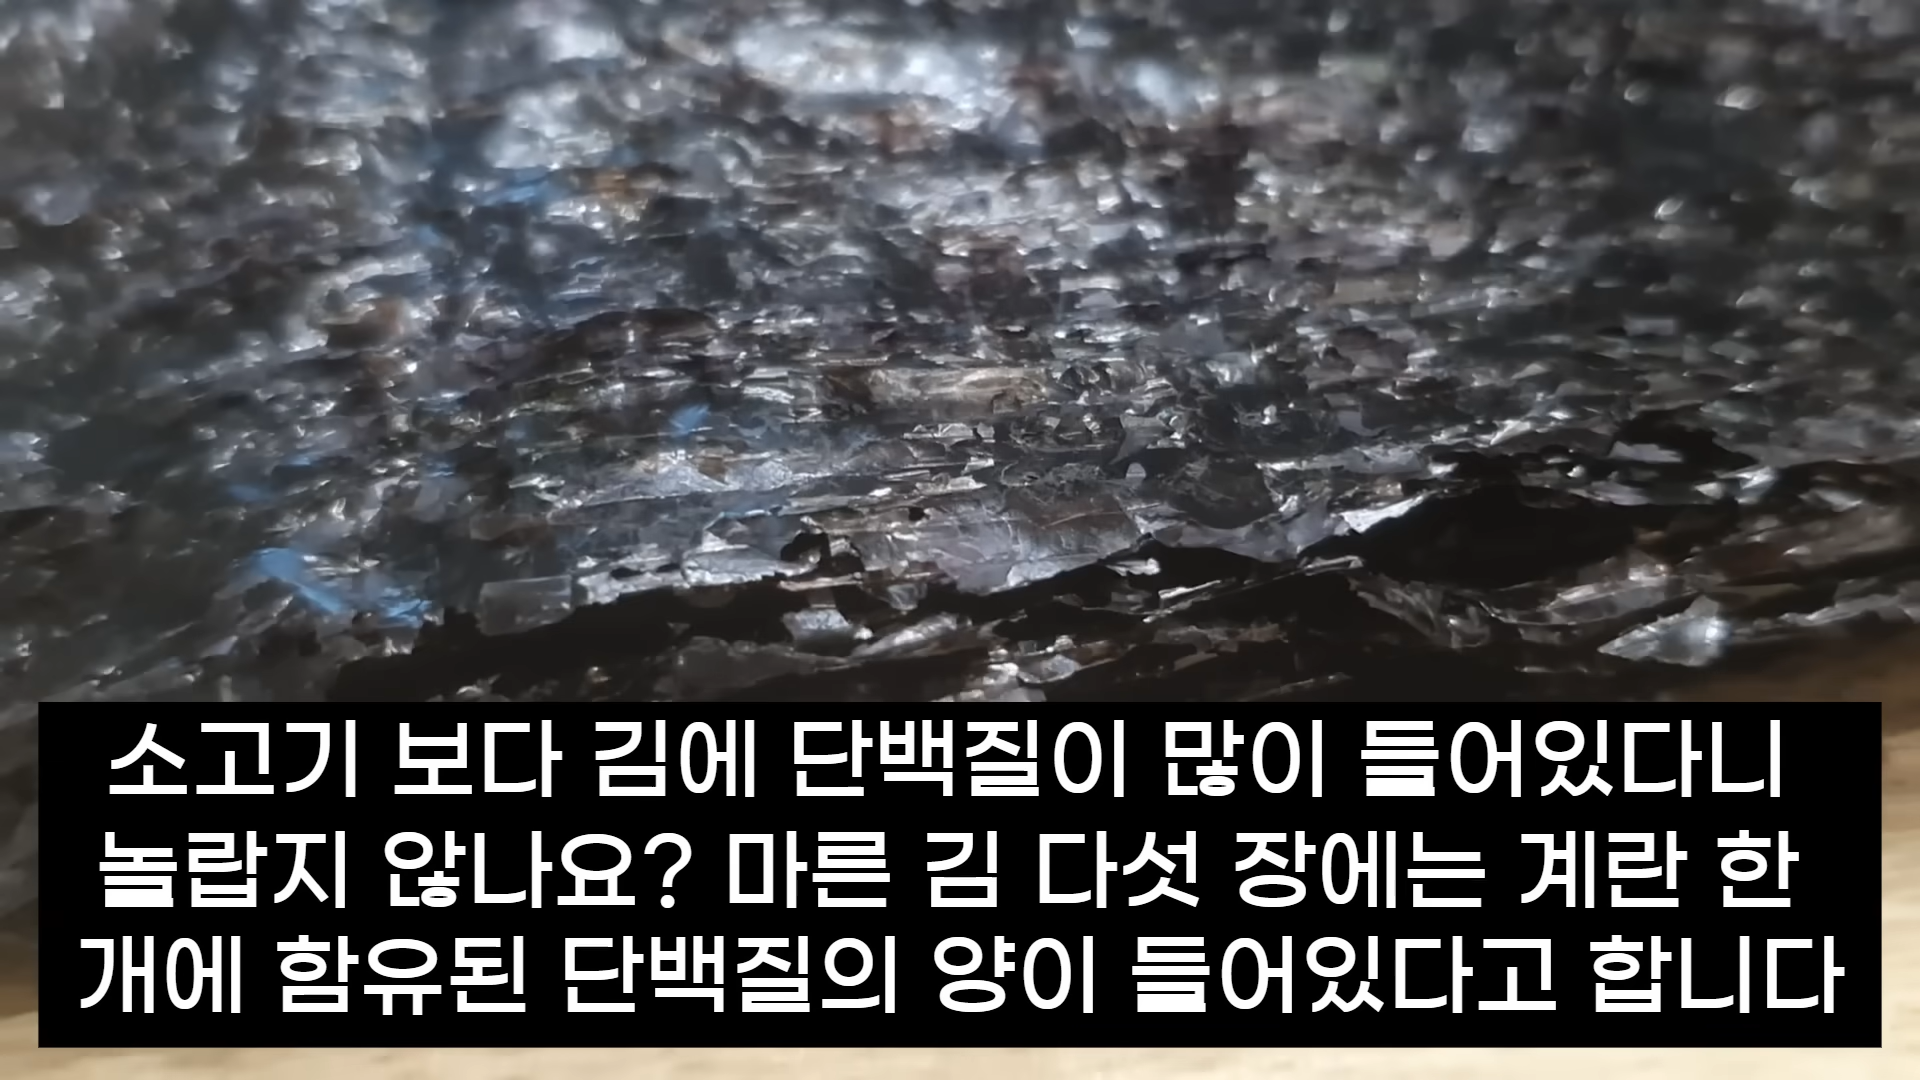 소고기 보다 김에 단백질이 많이 들어있다니
놀랍지 않나요? 마른 김 다섯 장에는 계란 한
개에 함유된 단백질의 양이 들어있다고 합니다